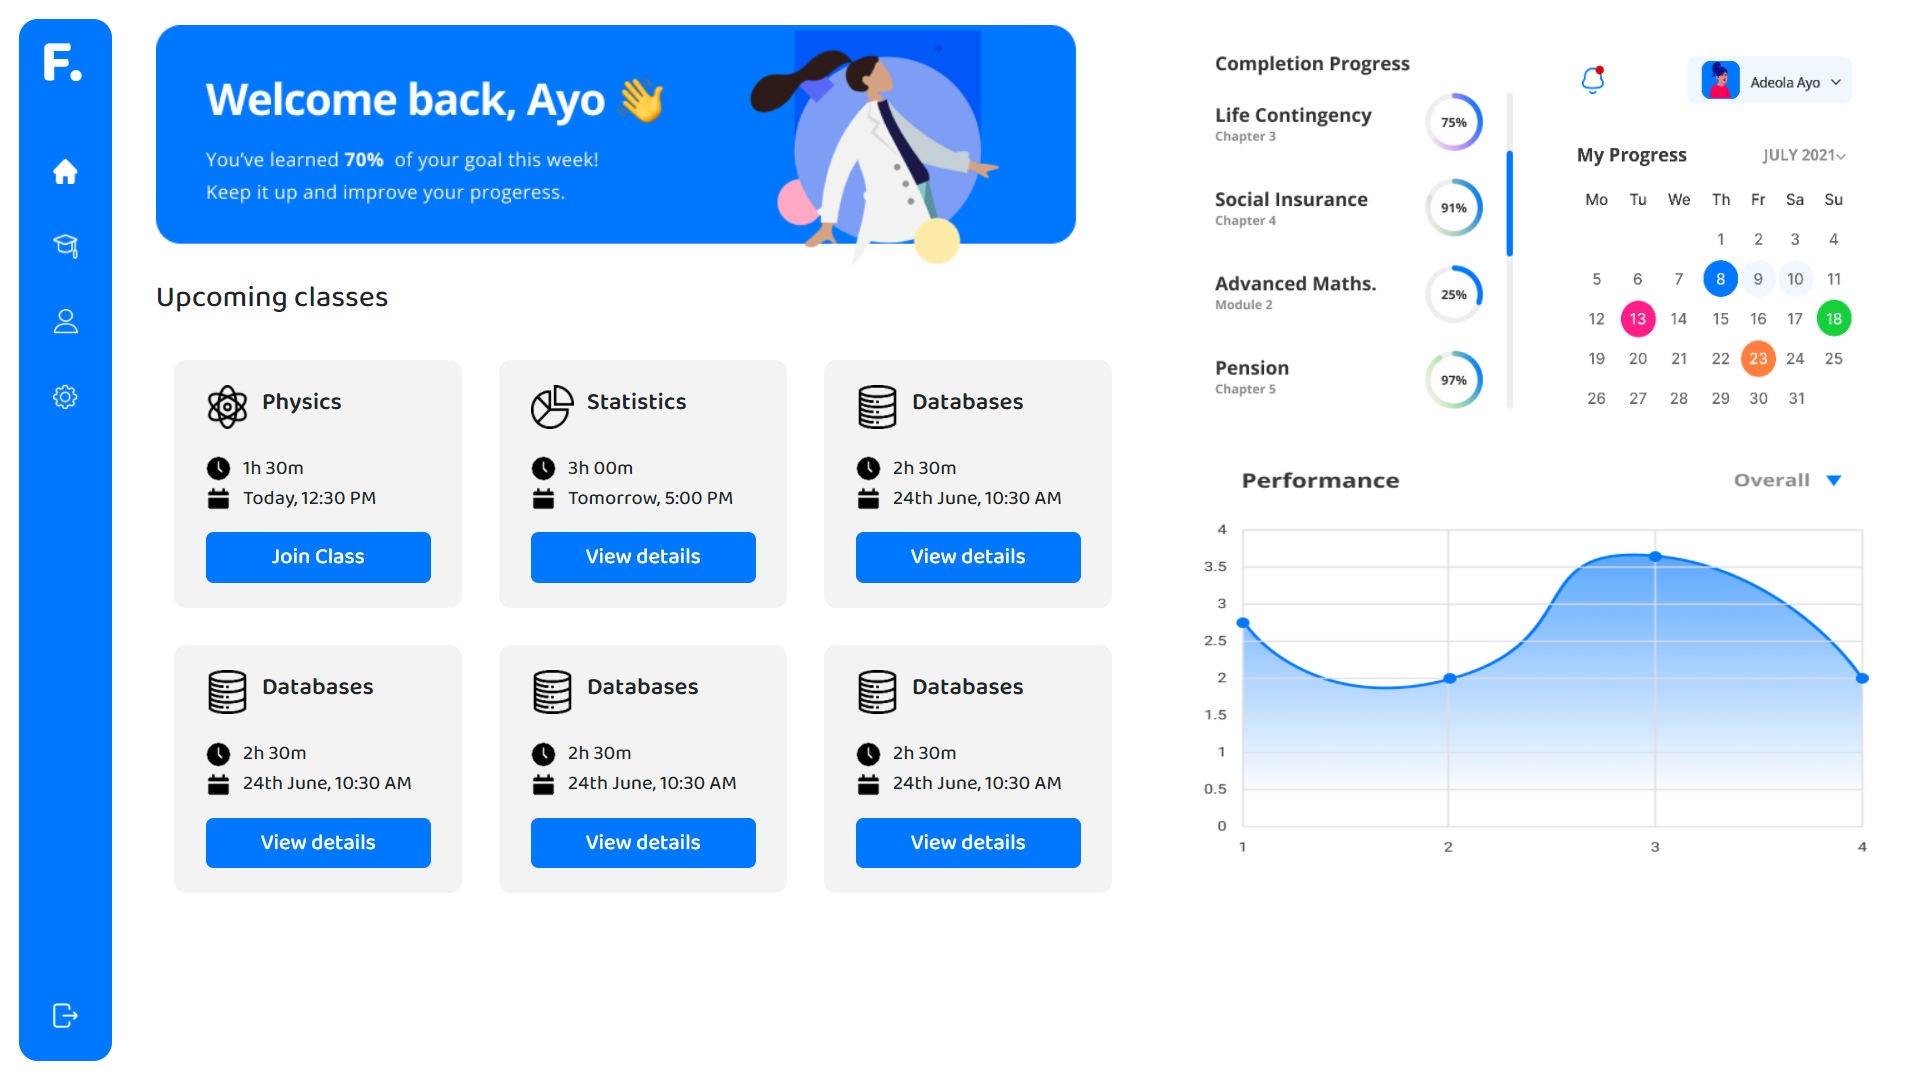 F.
Welcome back, Ayo 👋
You've learned 70% of your goal this week!
Keep it up and improve your progeress.
Upcoming classes
Physics
1h 30m
Today, 12:30 PM
Join Class
Statistics
3h 00m
Tomorrow, 5:00 PM
View details
Databases
2h 30m
24th June, 10:30 AM
View details
Databases
2h 30m
24th June, 10:30 AM
View details
Databases
2h 30m
24th June, 10:30 AM
View details
Databases
2h 30m
24th June, 10:30 AM
View details
Completion Progress
Life Contingency
Chapter 3
75%
Social Insurance
Chapter 4
91%
Advanced Maths.
Module 2
25%
Pension
Chapter 5
97%
Adeola Ayo
My Progress JULY 2021
Mo Tu We Th Fr Sa Su
1 2 3 4
5 6 7 8 9 10 11
12 13 14 15 16 17 18
19 20 21 22 23 24 25
26 27 28 29 30 31
Performance Overall
4
3.5
3
2.5
2
1.5
1
0.5
0
1 2 3 4